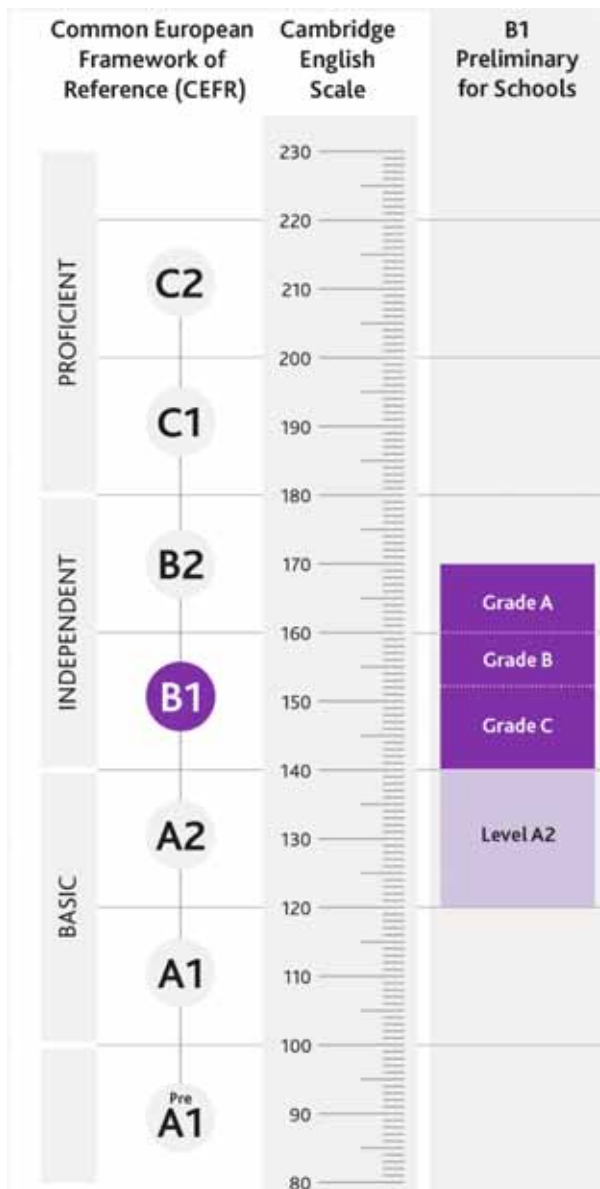 Common European
Framework of
Reference (CEFR)
Cambridge
English
Scale
B1
Preliminary
for Schools
PROFICIENT
INDEPENDENT
BASIC
C2
C1
B2
B1
A2
A1
Pre
A1
230
220
210
200
190
180
170
160
150
140
130
120
110
100
90
80
Grade A
Grade B
Grade C
Level A2